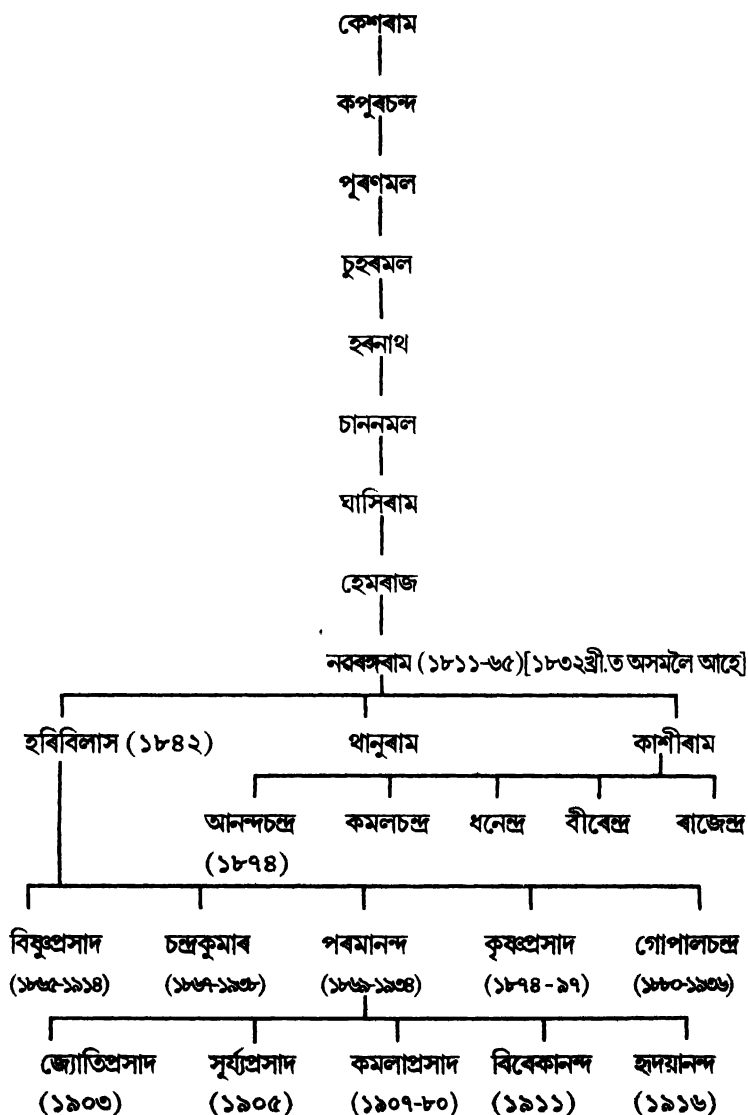 কেশৰাম
কপুৰচন্দ
পূৰণমল
চুহৰমল
হৰনাথ
চাননমল
ঘাসিৰাম
হেমৰাজ
নৱৰঙ্গৰাম (১৮১১-৬৫)[১৮৩২খ্ৰী.ত অসমলৈ আহে]
হৰিবিলাস (১৮৪২) থানুৰাম কাশীৰাম
আনন্দচন্দ্ৰ কমলচন্দ্ৰ ধনেন্দ্ৰ বীৰেন্দ্ৰ ৰাজেন্দ্ৰ
(১৮৭৪)
বিষ্ণুপ্ৰসাদ চন্দ্ৰকুমাৰ পৰমানন্দ কৃষ্ণপ্ৰসাদ গোপালচন্দ্ৰ
(১৮৬৫-১৯১৪) (১৮৬৭-১৯৩৮) (১৮৬৯-১৯৩৪) (১৮৭৪-৯৭) (১৮৮০-১৯৩৬)
জ্যোতিপ্ৰসাদ সূৰ্য্যপ্ৰসাদ কমলাপ্ৰসাদ বিবেকানন্দ হৃদয়ানন্দ
(১৯০৩) (১৯০৫) (১৯০৭-৮০) (১৯১১) (১৯১৬)